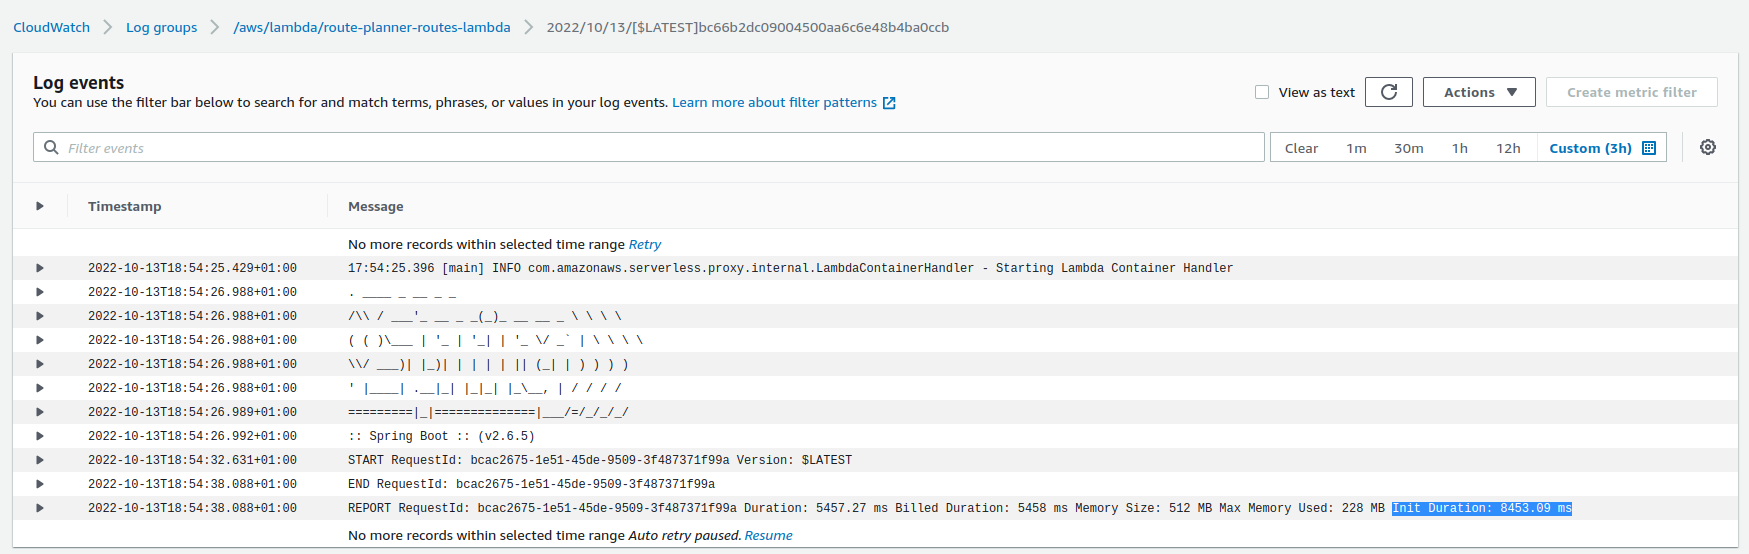 CloudWatch > Log groups > /aws/lambda/route-planner-routes-lambda > 2022/10/13/[$LATEST]bc66b2dc09004500aa6c6e48b4ba0ccb
Log events
You can use the filter bar below to search for and match terms, phrases, or values in your log events. Learn more about filter patterns
View as text Actions Create metric filter
Filter events Clear 1m 30m 1h 12h Custom (3h)
Timestamp Message
No more records within selected time range Retry
2022-10-13T18:54:25.429+01:00 17:54:25.396 [main] INFO com.amazonaws.serverless.proxy.internal.LambdaContainerHandler - Starting Lambda Container Handler
2022-10-13T18:54:26.988+01:00 . ____ _ __ _ _
2022-10-13T18:54:26.988+01:00 /\\ / ___'_ __ _ _(_)_ __ __ _ \ \ \ \
2022-10-13T18:54:26.988+01:00 ( ( )\___ | '_ | '_| | '_ \/ _` | \ \ \ \
2022-10-13T18:54:26.988+01:00 \\/ ___)| |_)| | | | | || (_| | ) ) ) )
2022-10-13T18:54:26.988+01:00 ' |____| .__|_| |_|_| |_\__, | / / / /
2022-10-13T18:54:26.989+01:00 =========|_|==============|___/=/_/_/_/
2022-10-13T18:54:26.992+01:00 :: Spring Boot :: (v2.6.5)
2022-10-13T18:54:32.631+01:00 START RequestId: bcac2675-1e51-45de-9509-3f487371f99a Version: $LATEST
2022-10-13T18:54:38.088+01:00 END RequestId: bcac2675-1e51-45de-9509-3f487371f99a
2022-10-13T18:54:38.088+01:00 REPORT RequestId: bcac2675-1e51-45de-9509-3f487371f99a Duration: 5457.27 ms Billed Duration: 5458 ms Memory Size: 512 MB Max Memory Used: 228 MB Init Duration: 8453.09 ms
No more records within selected time range Auto retry paused. Resume